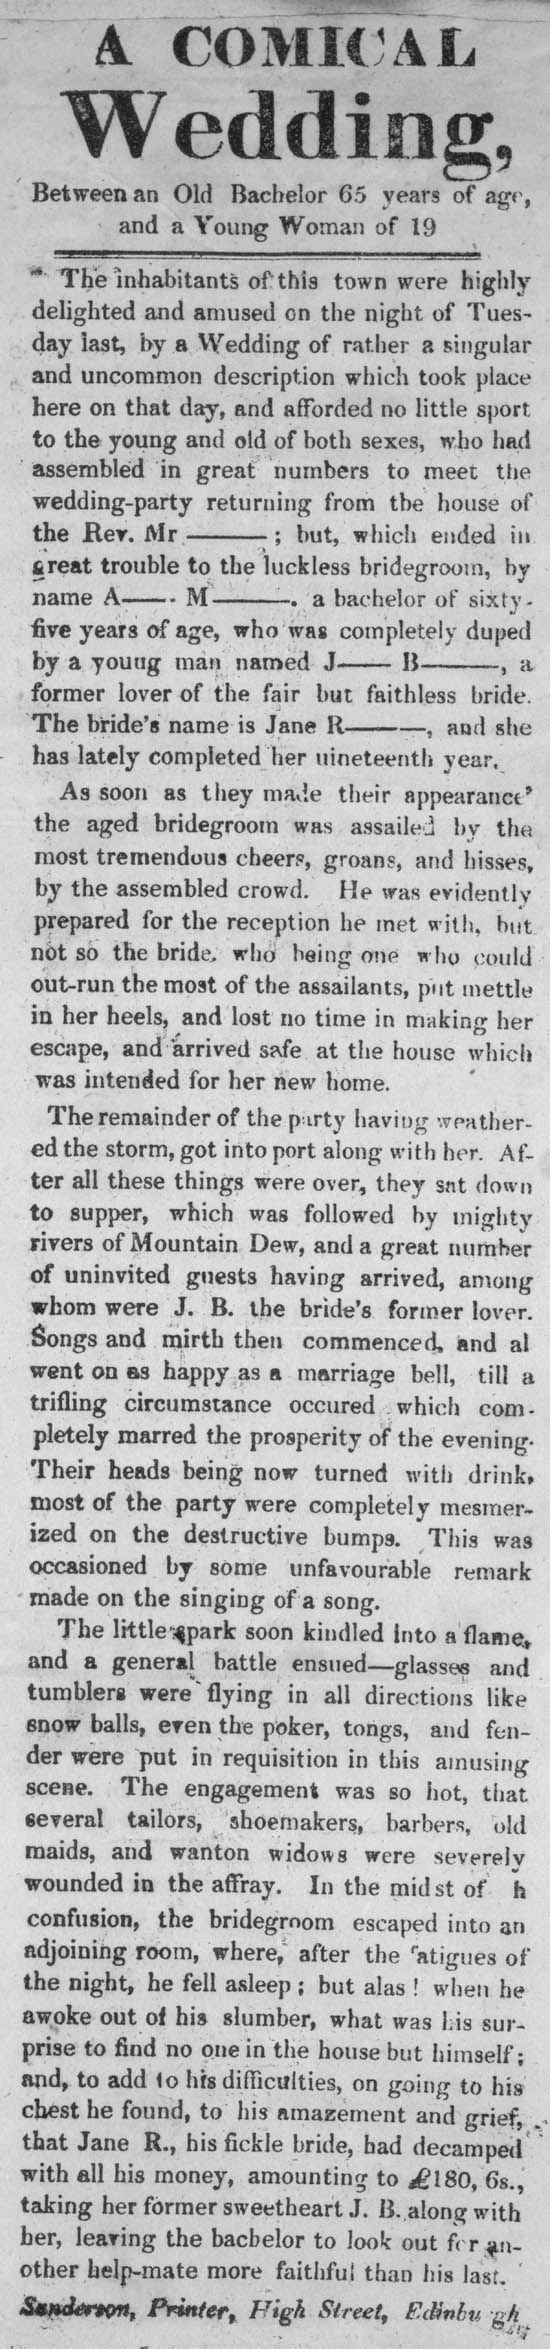 A COMICAL
Wedding,
Between an Old Bachelor 65 years of age,
and a Young Woman of 19
The inhabitants of this town were highly
delighted and amused on the night of Tues-
day last, by a Wedding of rather a singular
and uncommon description which took place
here on that day, and afforded no little sport
to the young and old of both sexes, who had
assembled in great numbers to meet the
wedding-party returning from the house of
the Rev. Mr ———; but, which ended in
great trouble to the luckless bridegroom, by
name A—— M———. a bachelor of sixty-
five years of age, who was completely duped
by a young man named J—— B———, a
former lover of the fair but faithless bride.
The bride's name is Jane R———, and she
has lately completed her nineteenth year.
As soon as they made their appearance'
the aged bridegroom was assailed by the
most tremendous cheers, groans, and hisses,
by the assembled crowd. He was evidently
prepared for the reception he met with, but
not so the bride. who being one who could
out-run the most of the assailants, put mettle
in her heels, and lost no time in making her
escape, and arrived safe at the house which
was intended for her new home.
The remainder of the party having weather-
ed the storm, got into port along with her. Af-
ter all these things were over, they sat down
to supper, which was followed by mighty
rivers of Mountain Dew, and a great number
of uninvited guests having arrived, among
whom were J. B. the bride's former lover.
Songs and mirth then commenced, and al
went on as happy as a marriage bell, till a
trifling circumstance occured which com-
pletely marred the prosperity of the evening.
Their heads being now turned with drink,
most of the party were completely mesmer-
ized on the destructive bumps. This was
occasioned by some unfavourable remark
made on the singing of a song.
The little spark soon kindled into a flame,
and a general battle ensued—glasses and
tumblers were flying in all directions like
snow balls, even the poker, tongs, and fen-
der were put in requisition in this amusing
scene. The engagement was so hot, that
several tailors, shoemakers, barbers, old
maids, and wanton widows were severely
wounded in the affray. In the midst of h
confusion, the bridegroom escaped into an
adjoining room, where, after the fatigues of
the night, he fell asleep; but alas! when he
awoke out of his slumber, what was his sur-
prise to find no one in the house but himself;
and, to add to his difficulties, on going to his
chest he found, to his amazement and grief,
that Jane R., his fickle bride, had decamped
with all his money, amounting to £180, 6s.,
taking her former sweetheart J. B. along with
her, leaving the bachelor to look out for an-
other help-mate more faithful than his last.
Sanderson, Printer, High Street, Edinbu gh